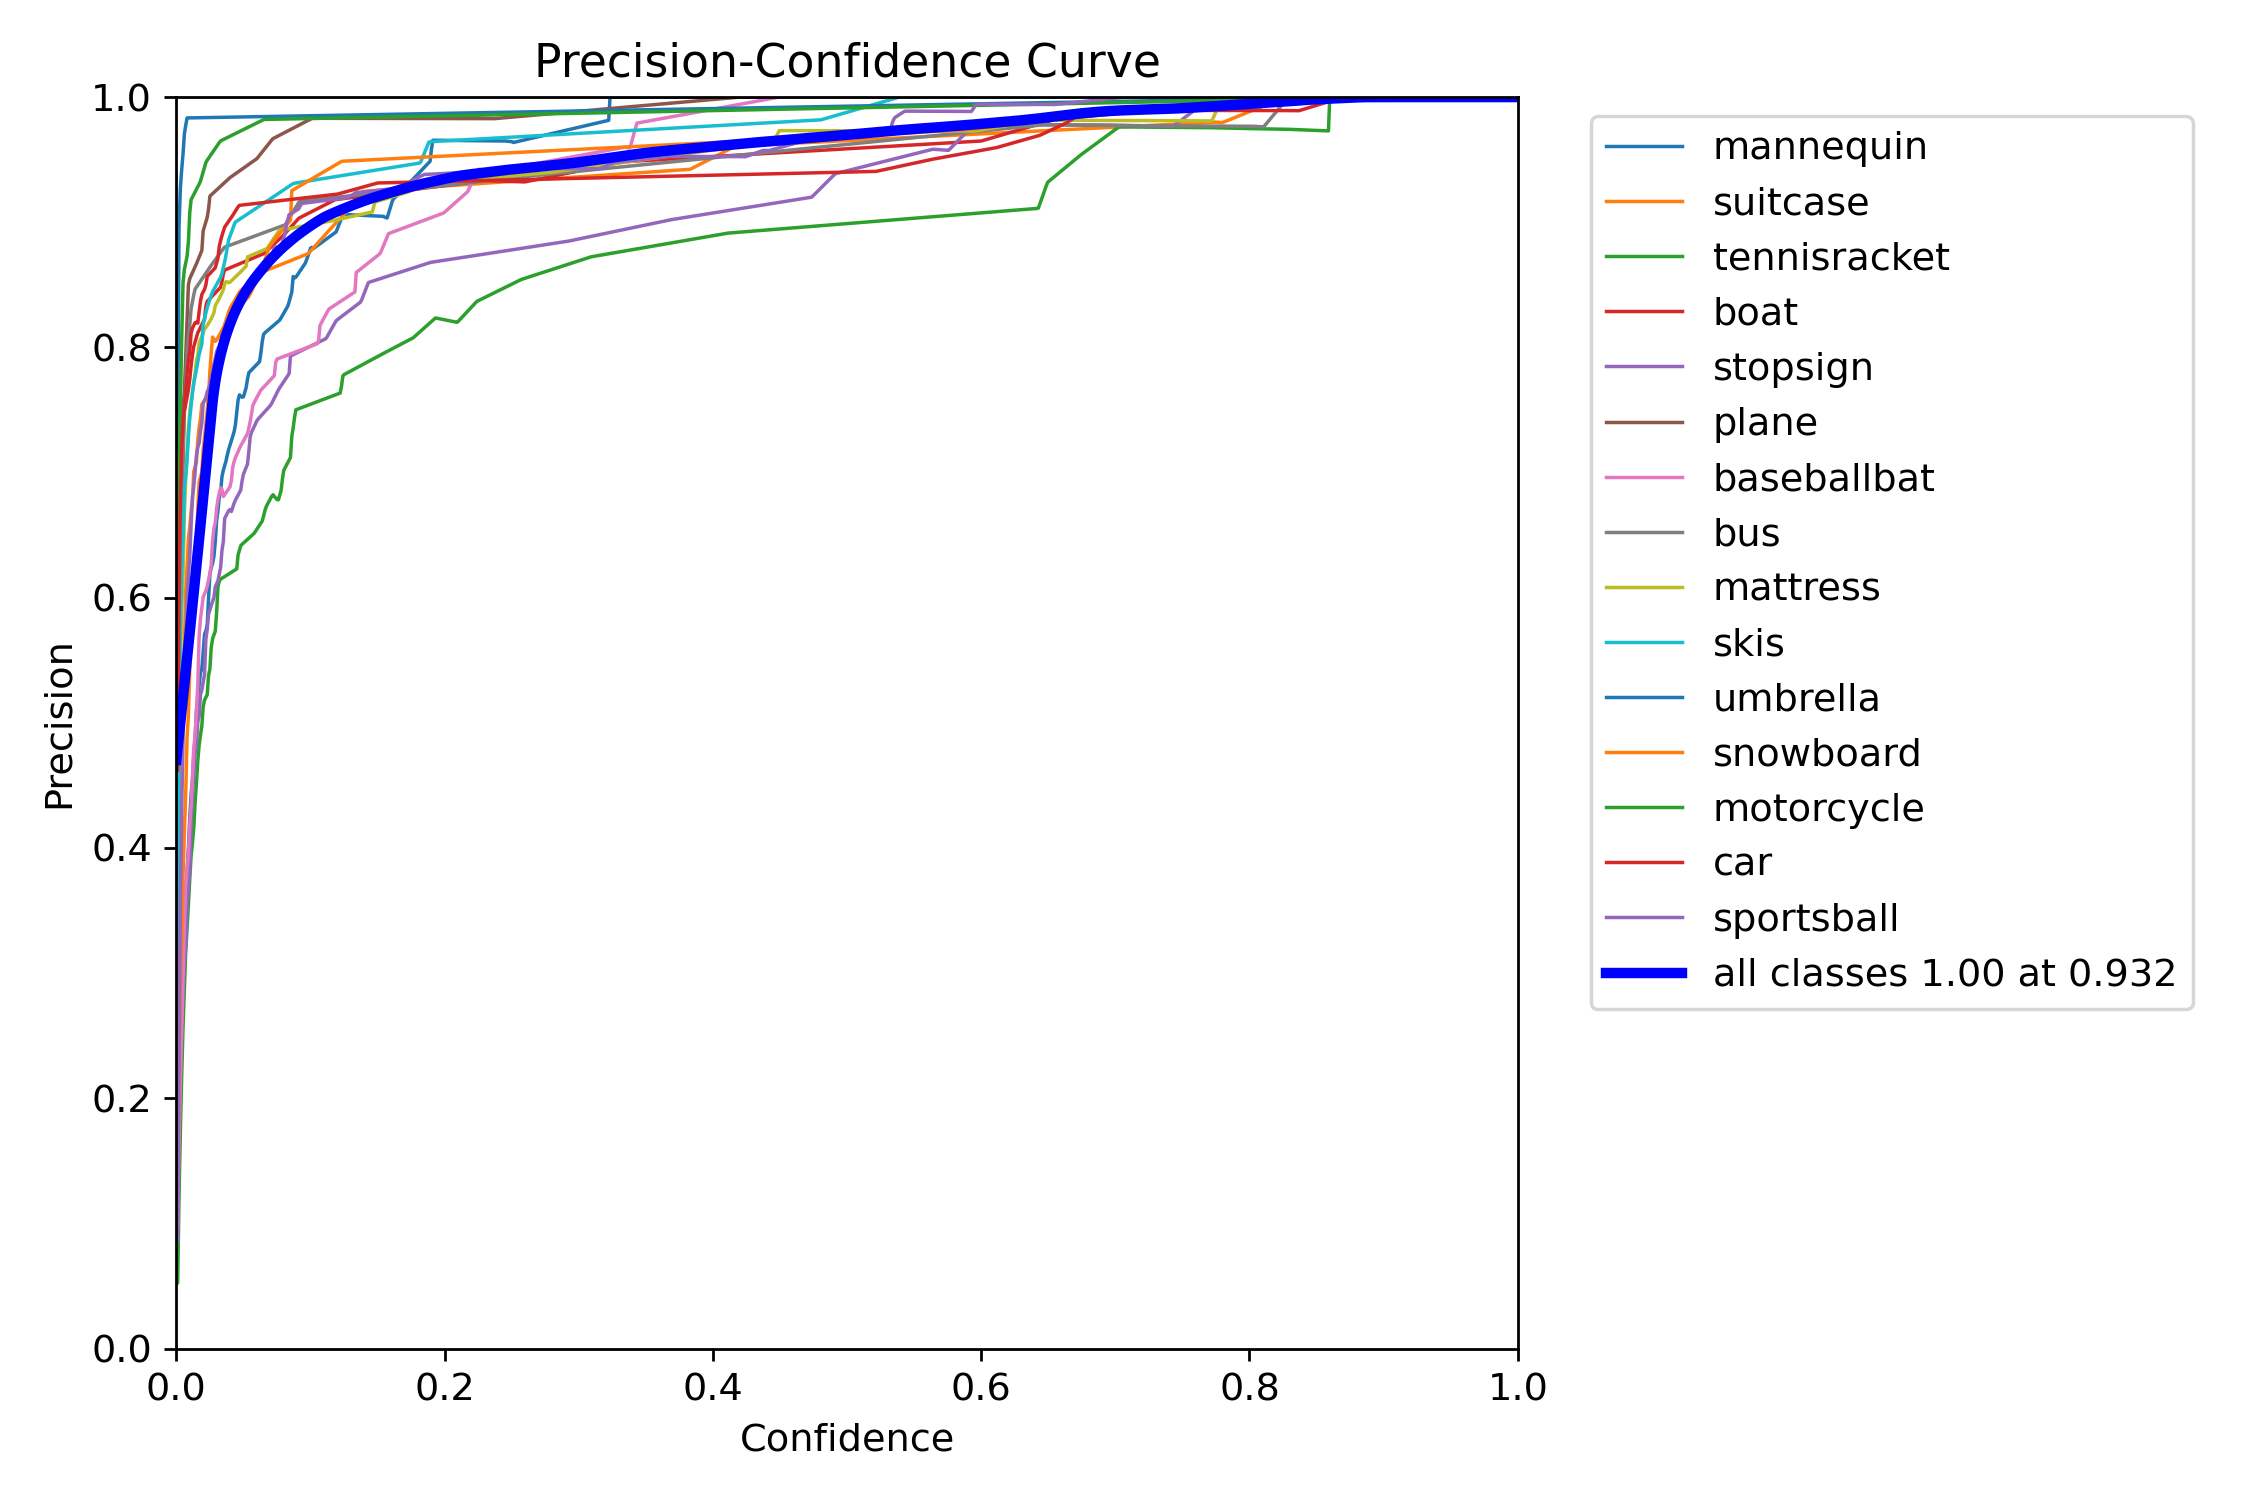 Precision-Confidence Curve
1.0
0.8
0.6
0.4
0.2
0.0
Precision
0.0 0.2 0.4 0.6 0.8 1.0
Confidence
mannequin
suitcase
tennisracket
boat
stopsign
plane
baseballbat
bus
mattress
skis
umbrella
snowboard
motorcycle
car
sportsball
all classes 1.00 at 0.932